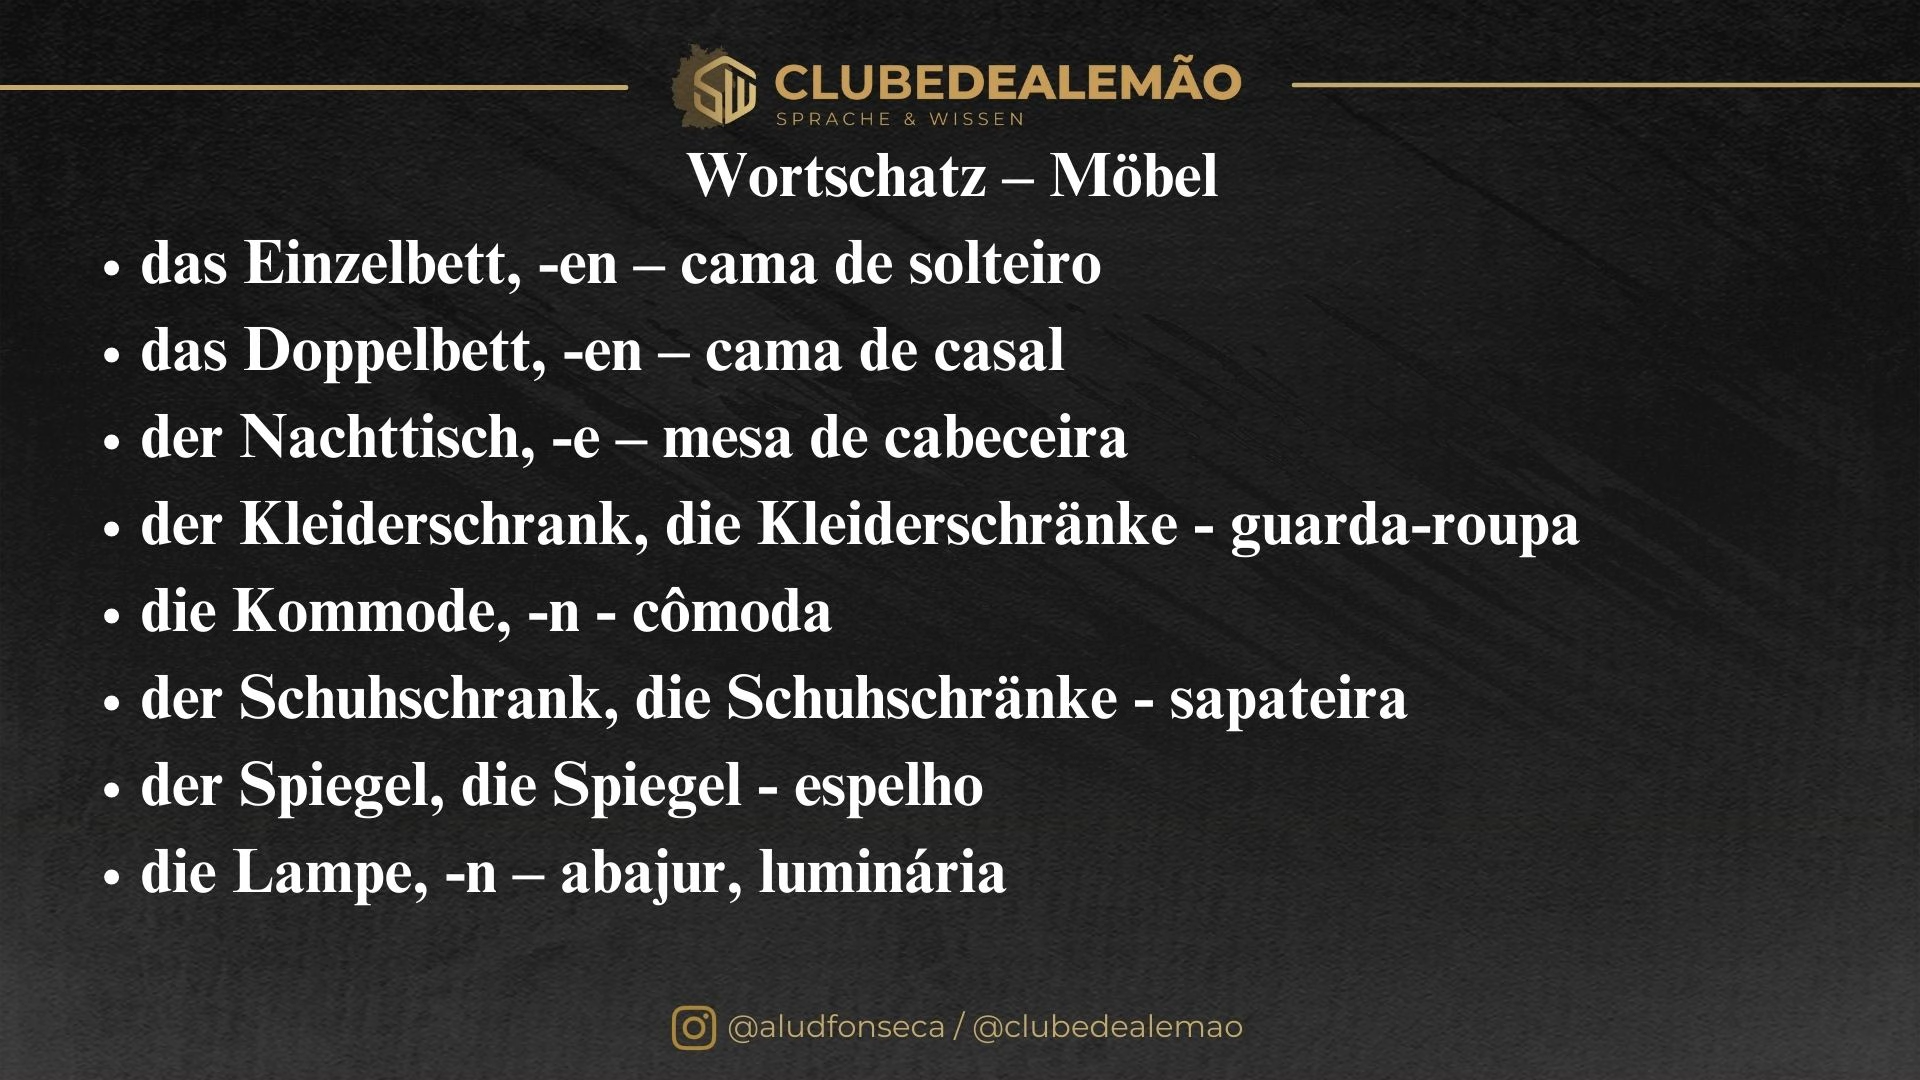 CLUBEDEALEMÃO
SPRACHE & WISSEN
Wortschatz – Möbel
• das Einzelbett, -en – cama de solteiro
• das Doppelbett, -en – cama de casal
• der Nachttisch, -e – mesa de cabeceira
• der Kleiderschrank, die Kleiderschränke - guarda-roupa
• die Kommode, -n - cômoda
• der Schuhschrank, die Schuhschränke - sapateira
• der Spiegel, die Spiegel - espelho
• die Lampe, -n – abajur, luminária
@aludfonseca / @clubedealemao